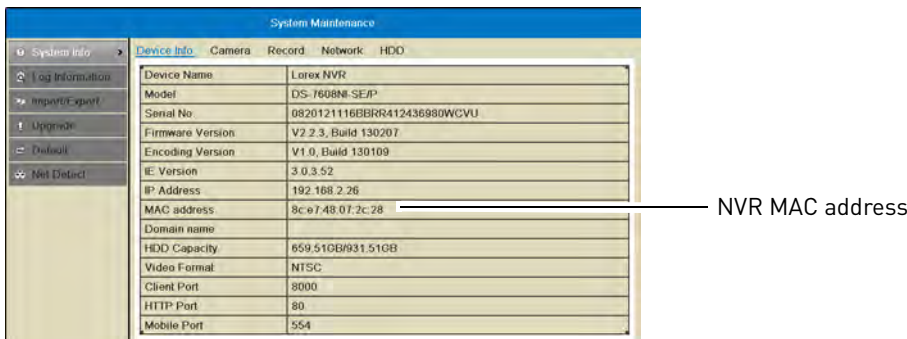 System Maintenance
System Info
Log Information
Import/Export
Upgrade
Default
Net Detect
Device Info Camera Record Network HDD
Device Name Lorex NVR
Model DS-7608NI-SE/P
Serial No 0820121116BBRR412436980WCVU
Firmware Version V2.2.3, Build 130207
Encoding Version V1.0, Build 130109
IE Version 3.0.3.52
IP Address 192.168.2.26
MAC address 8c:e7:48:07:2c:28 NVR MAC address
Domain name
HDD Capacity 659.51GB/931.51GB
Video Format NTSC
Client Port 8000
HTTP Port 80
Mobile Port 554